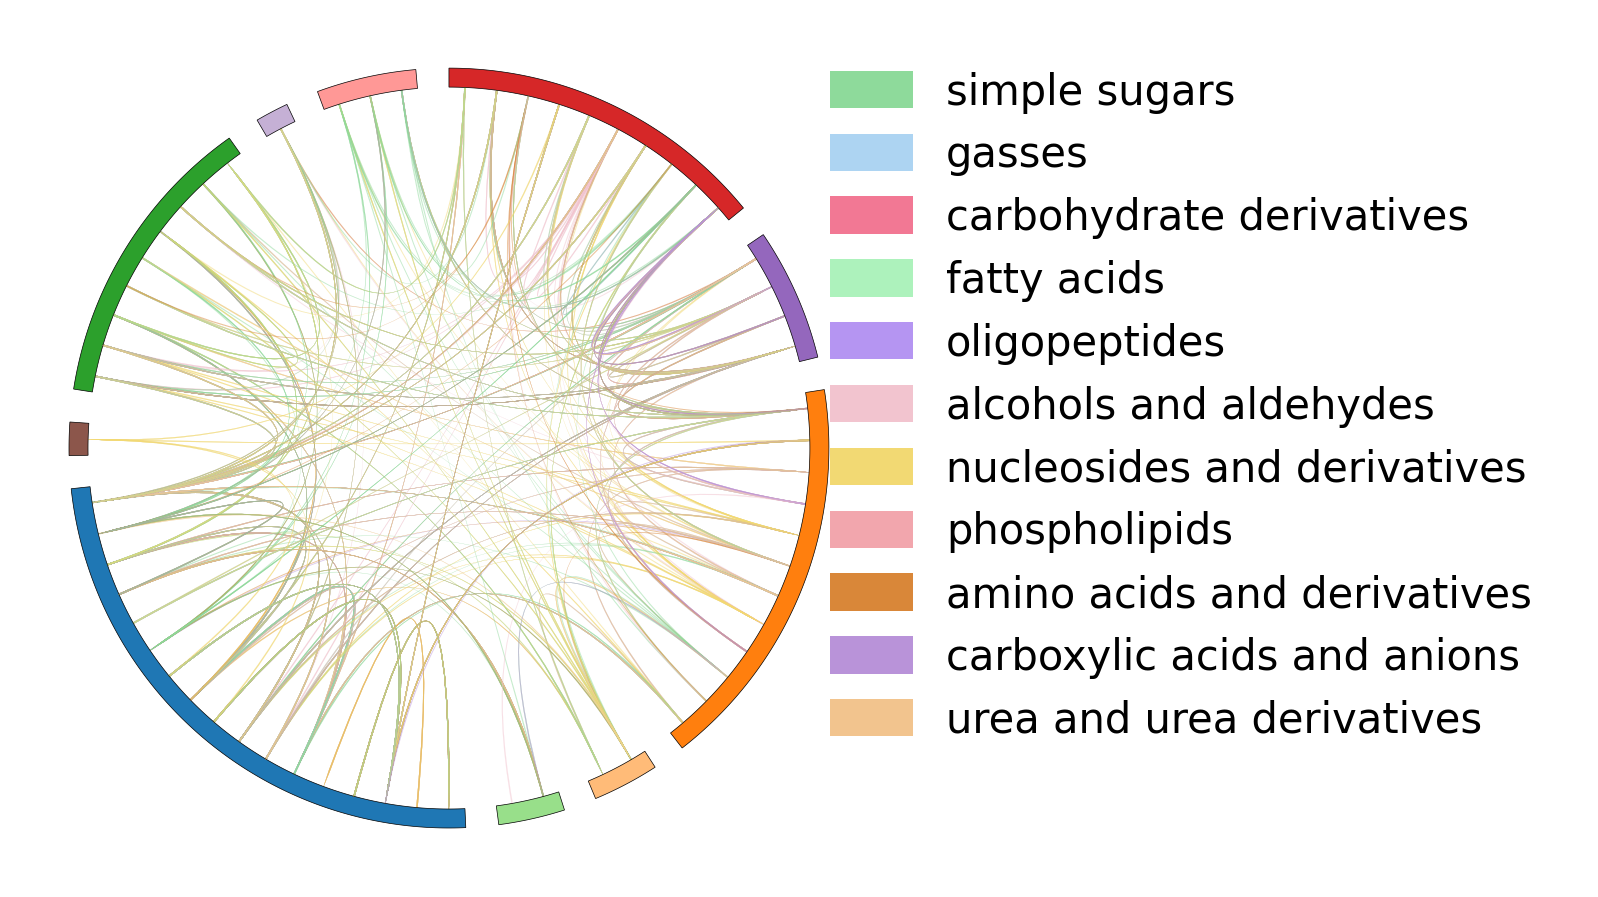 simple sugars
gasses
carbohydrate derivatives
fatty acids
oligopeptides
alcohols and aldehydes
nucleosides and derivatives
phospholipids
amino acids and derivatives
carboxylic acids and anions
urea and urea derivatives